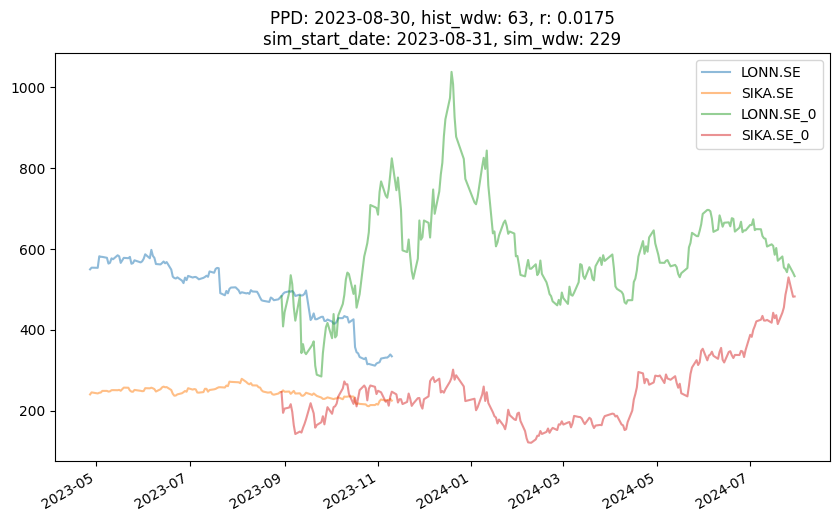 PPD: 2023-08-30, hist_wdw: 63, r: 0.0175
sim_start_date: 2023-08-31, sim_wdw: 229
LONN.SE
SIKA.SE
LONN.SE_0
SIKA.SE_0
1000
800
600
400
200
2023-05
2023-07
2023-09
2023-11
2024-01
2024-03
2024-05
2024-07